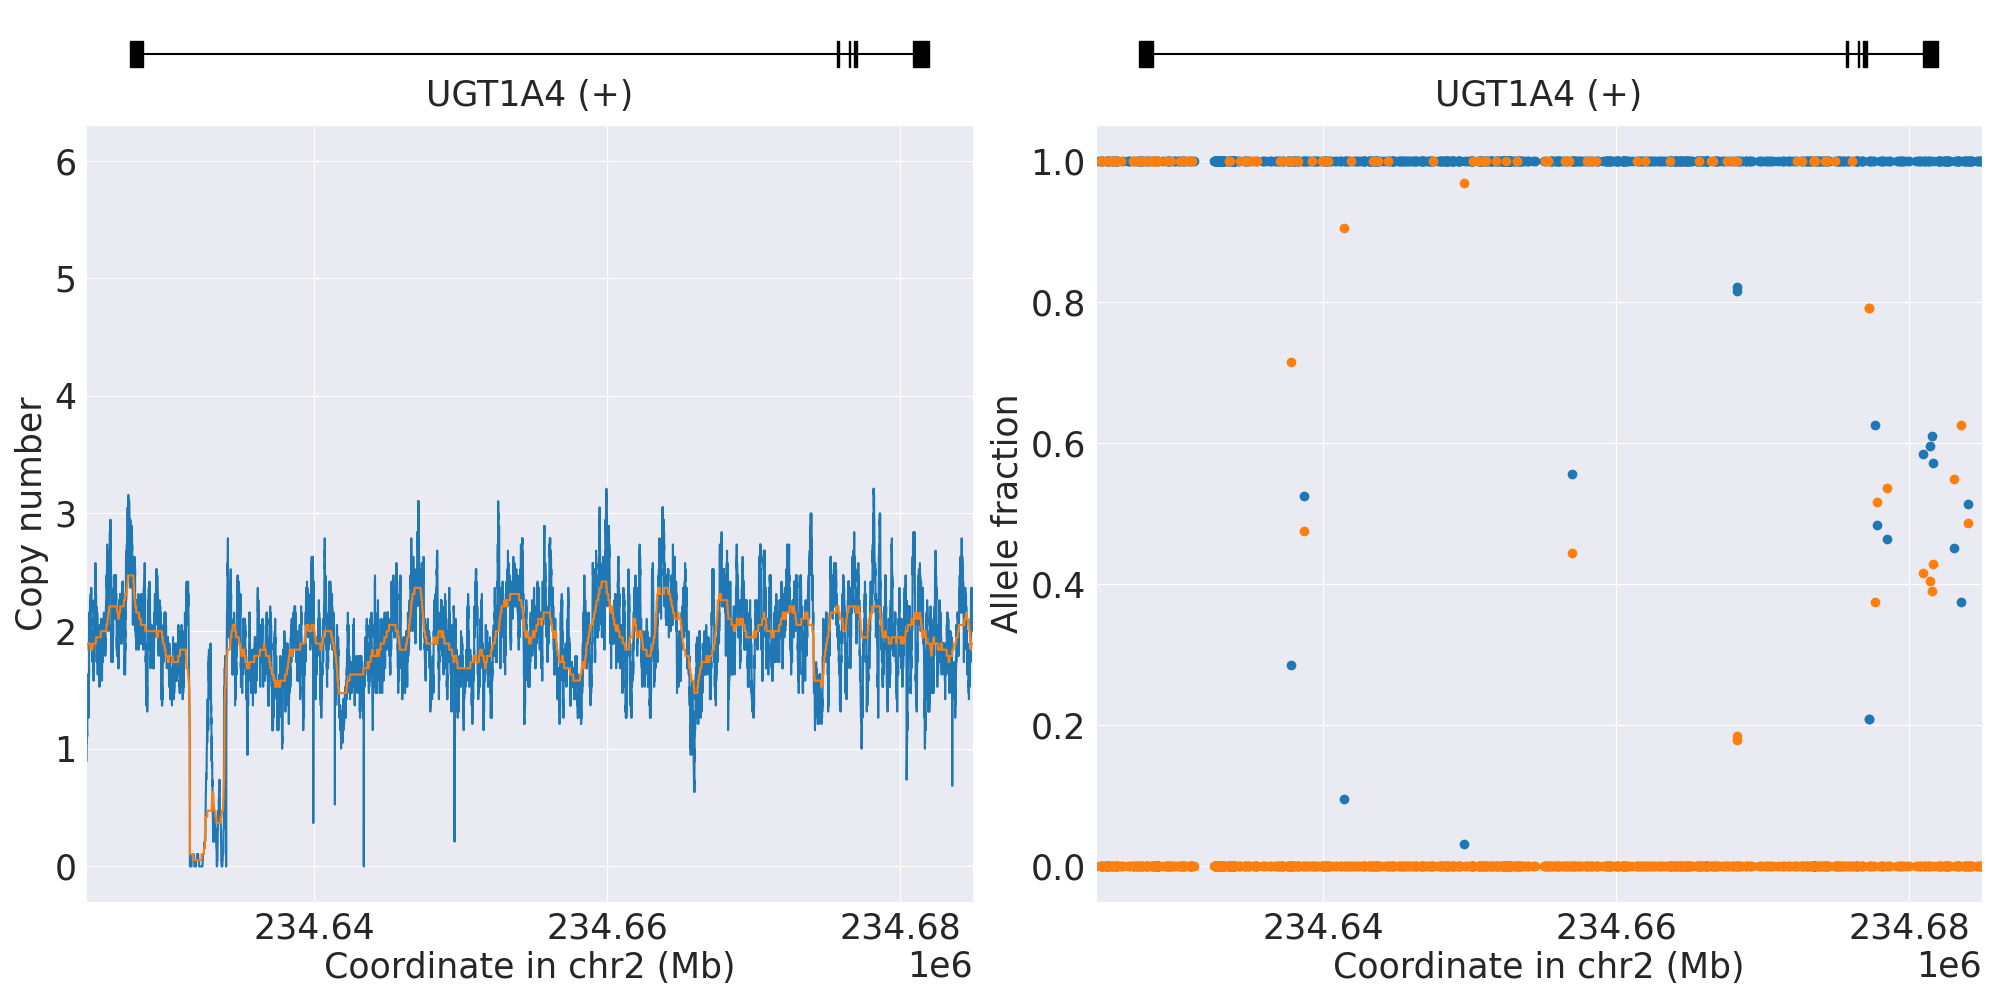 UGT1A4 (+)
Copy number
6
5
4
3
2
1
0
234.64 234.66 234.68
1e6
Coordinate in chr2 (Mb)
UGT1A4 (+)
Allele fraction
1.0
0.8
0.6
0.4
0.2
0.0
234.64 234.66 234.68
1e6
Coordinate in chr2 (Mb)